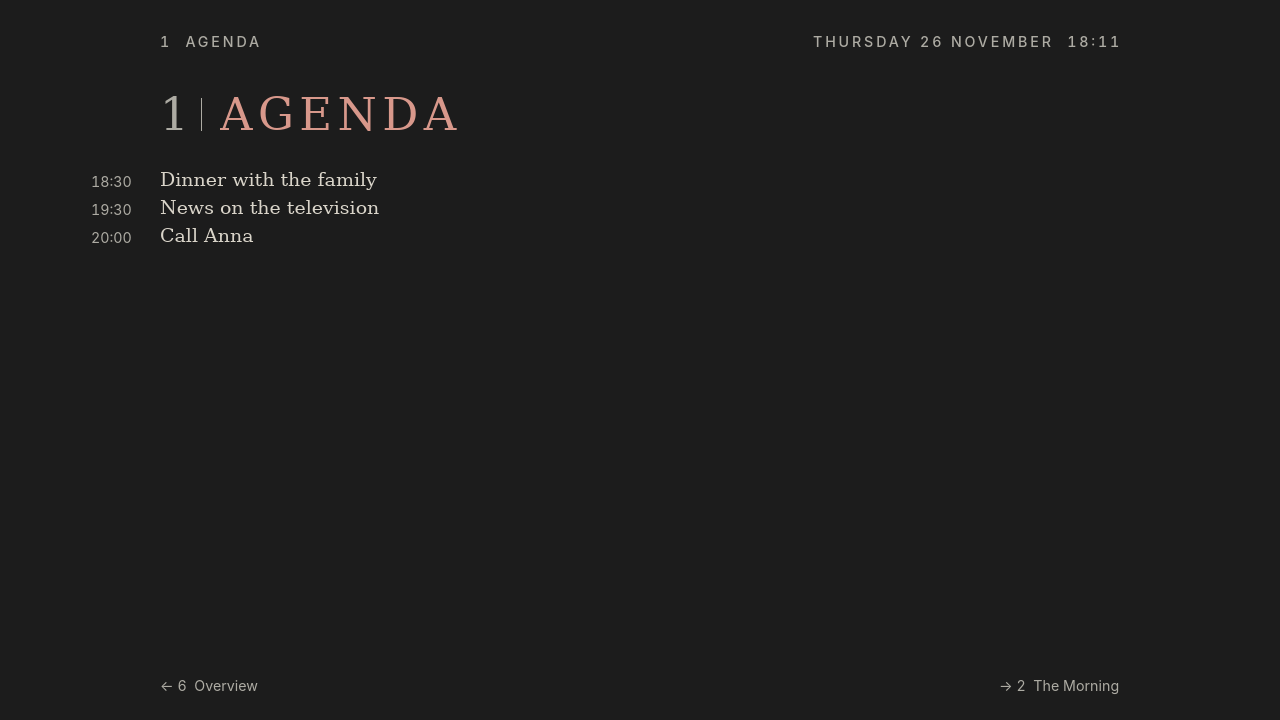 1 AGENDA
THURSDAY 26 NOVEMBER 18:11
1 AGENDA
18:30 Dinner with the family
19:30 News on the television
20:00 Call Anna
← 6 Overview
→ 2 The Morning